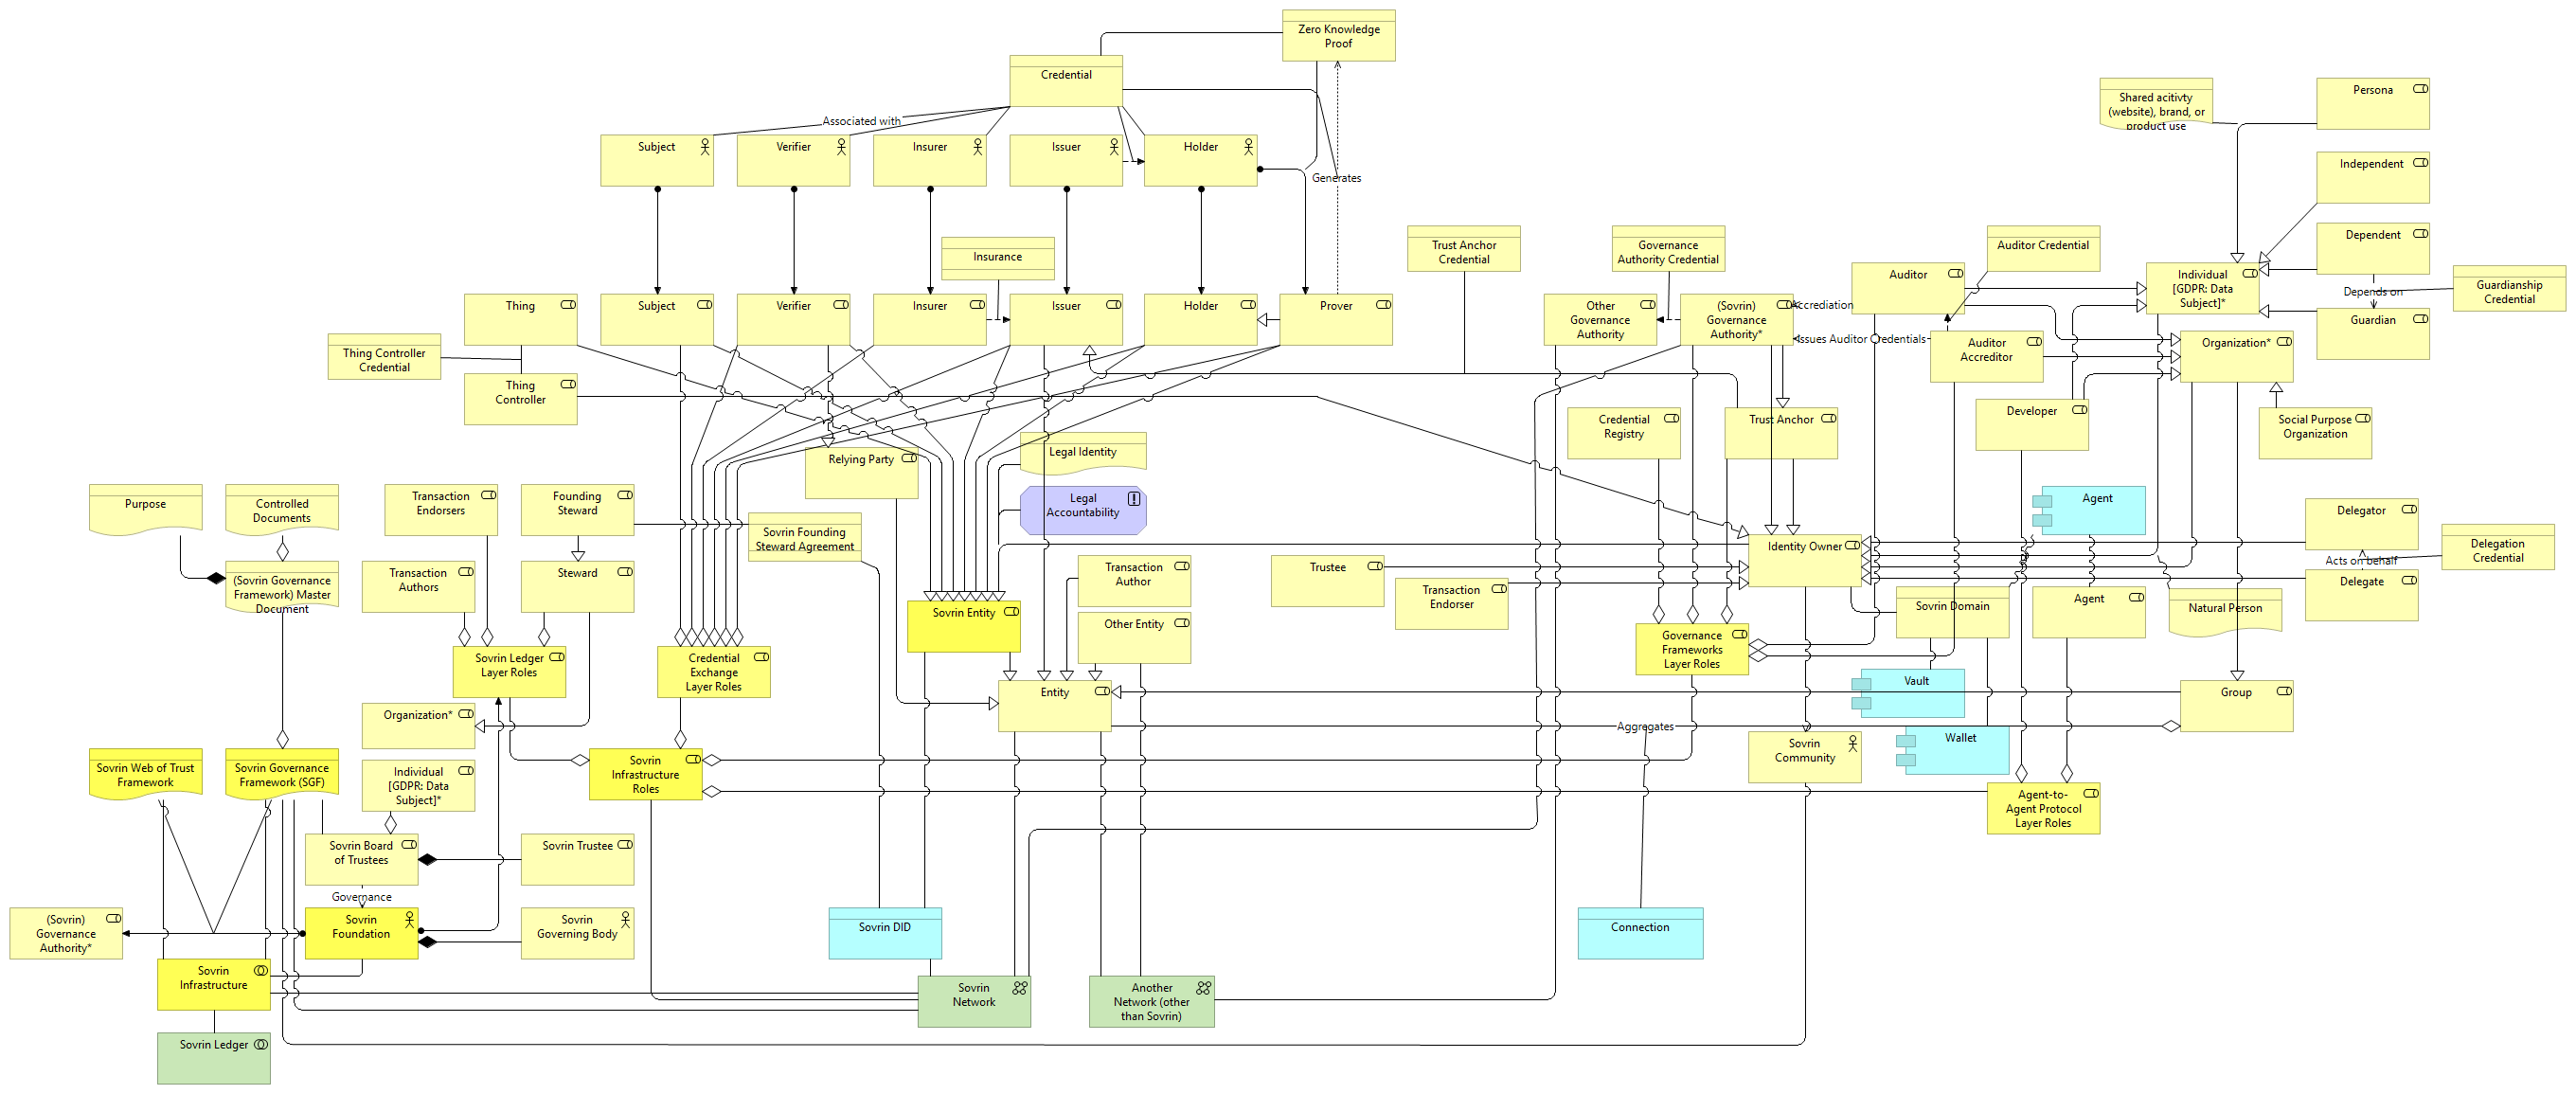 Zero Knowledge
Proof
Credential
Associated with
Subject
Verifier
Insurer
Issuer
Holder
Generates
Shared acitivty
(website), brand, or
product use
Persona
Independent
Dependent
Depends on
Guardian
Guardianship
Credential
Insurance
Trust Anchor
Credential
Governance
Authority Credential
Auditor Credential
Auditor
Individual
[GDPR: Data
Subject]*
Thing
Subject
Verifier
Insurer
Issuer
Holder
Prover
Other
Governance
Authority
(Sovrin)
Governance
Authority*
Accrediation
Issues Auditor Credentials
Auditor
Accreditor
Organization*
Thing Controller
Credential
Thing
Controller
Credential
Registry
Trust Anchor
Developer
Social Purpose
Organization
Relying Party
Legal Identity
Legal
Accountability
Purpose
Controlled
Documents
Transaction
Endorsers
Founding
Steward
Sovrin Founding
Steward Agreement
Agent
Delegator
Delegation
Credential
Acts on behalf
Delegate
Identity Owner
(Sovrin Governance
Framework) Master
Document
Transaction
Authors
Steward
Transaction
Author
Trustee
Transaction
Endorser
Sovrin Domain
Agent
Natural Person
Sovrin Entity
Other Entity
Governance
Frameworks
Layer Roles
Sovrin Ledger
Layer Roles
Credential
Exchange
Layer Roles
Entity
Vault
Group
Organization*
Aggregates
Sovrin
Community
Wallet
Sovrin Web of Trust
Framework
Sovrin Governance
Framework (SGF)
Individual
[GDPR: Data
Subject]*
Sovrin
Infrastructure
Roles
Agent-to-
Agent Protocol
Layer Roles
Sovrin Board
of Trustees
Sovrin Trustee
Governance
(Sovrin)
Governance
Authority*
Sovrin
Foundation
Sovrin
Governing Body
Sovrin DID
Connection
Sovrin
Infrastructure
Sovrin
Network
Another
Network (other
than Sovrin)
Sovrin Ledger